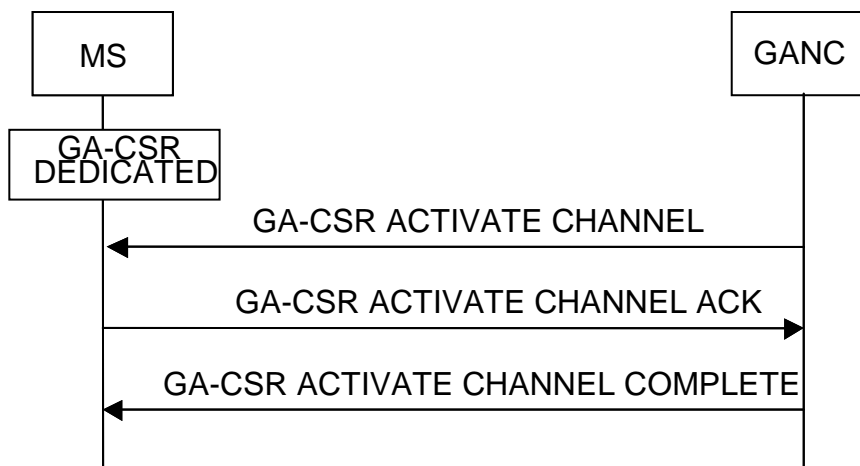 MS
GANC
GA-CSR
DEDICATED
GA-CSR ACTIVATE CHANNEL
GA-CSR ACTIVATE CHANNEL ACK
GA-CSR ACTIVATE CHANNEL COMPLETE